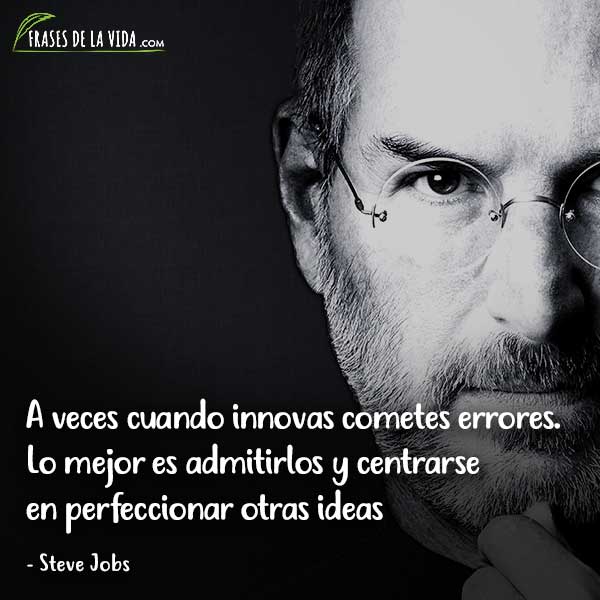 FRASES DE LA VIDA.COM
A veces cuando innovas cometes errores.
Lo mejor es admitirlos y centrarse
en perfeccionar otras ideas
- Steve Jobs